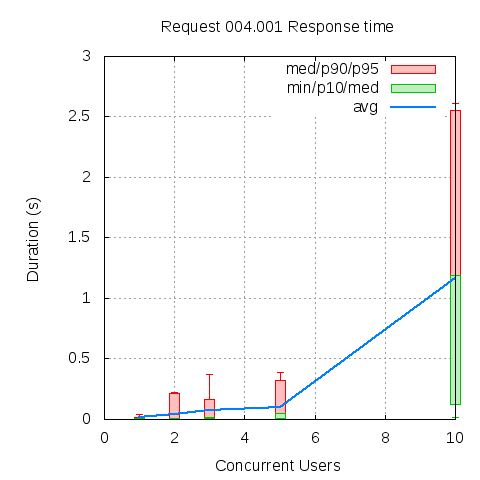 Request 004.001 Response time
3
2.5
2
1.5
1
0.5
0
med/p90/p95
min/p10/med
avg
Duration (s)
0 2 4 6 8 10
Concurrent Users